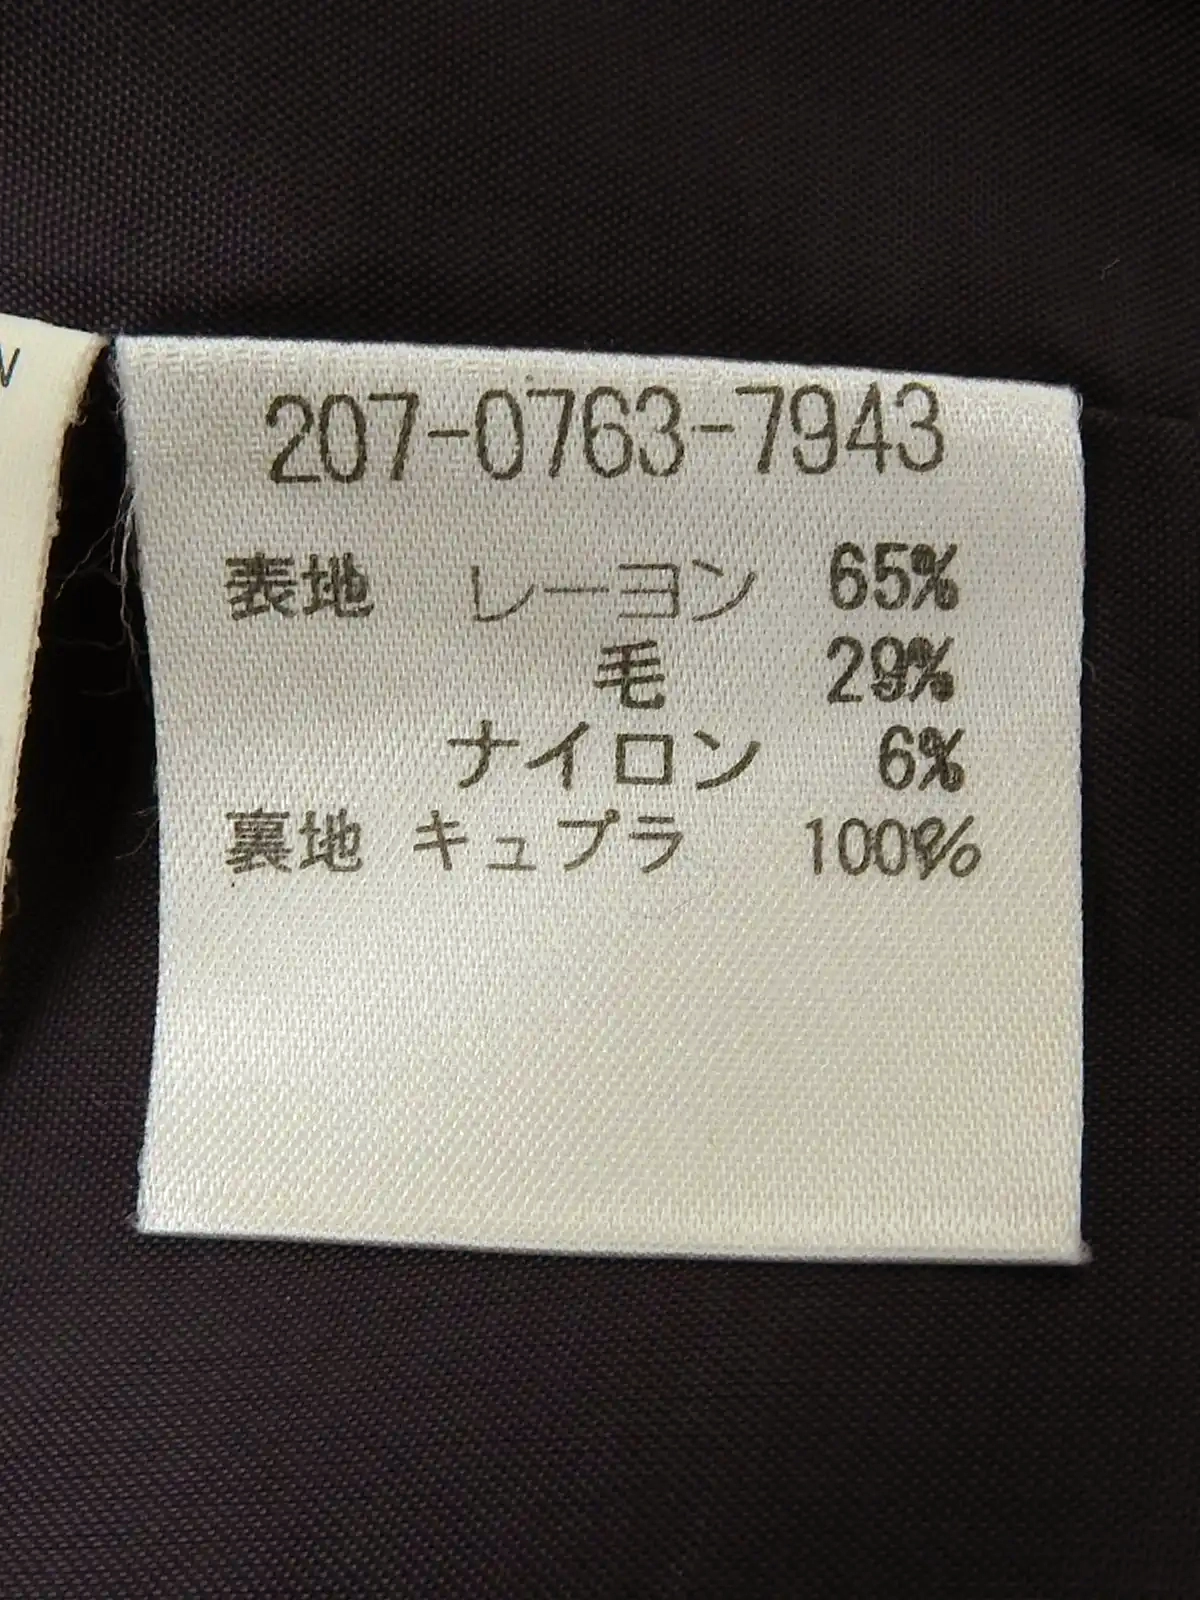 207-0763-7943
表地 レーヨン 65%
毛 29%
ナイロン 6%
裏地 キュプラ 100%